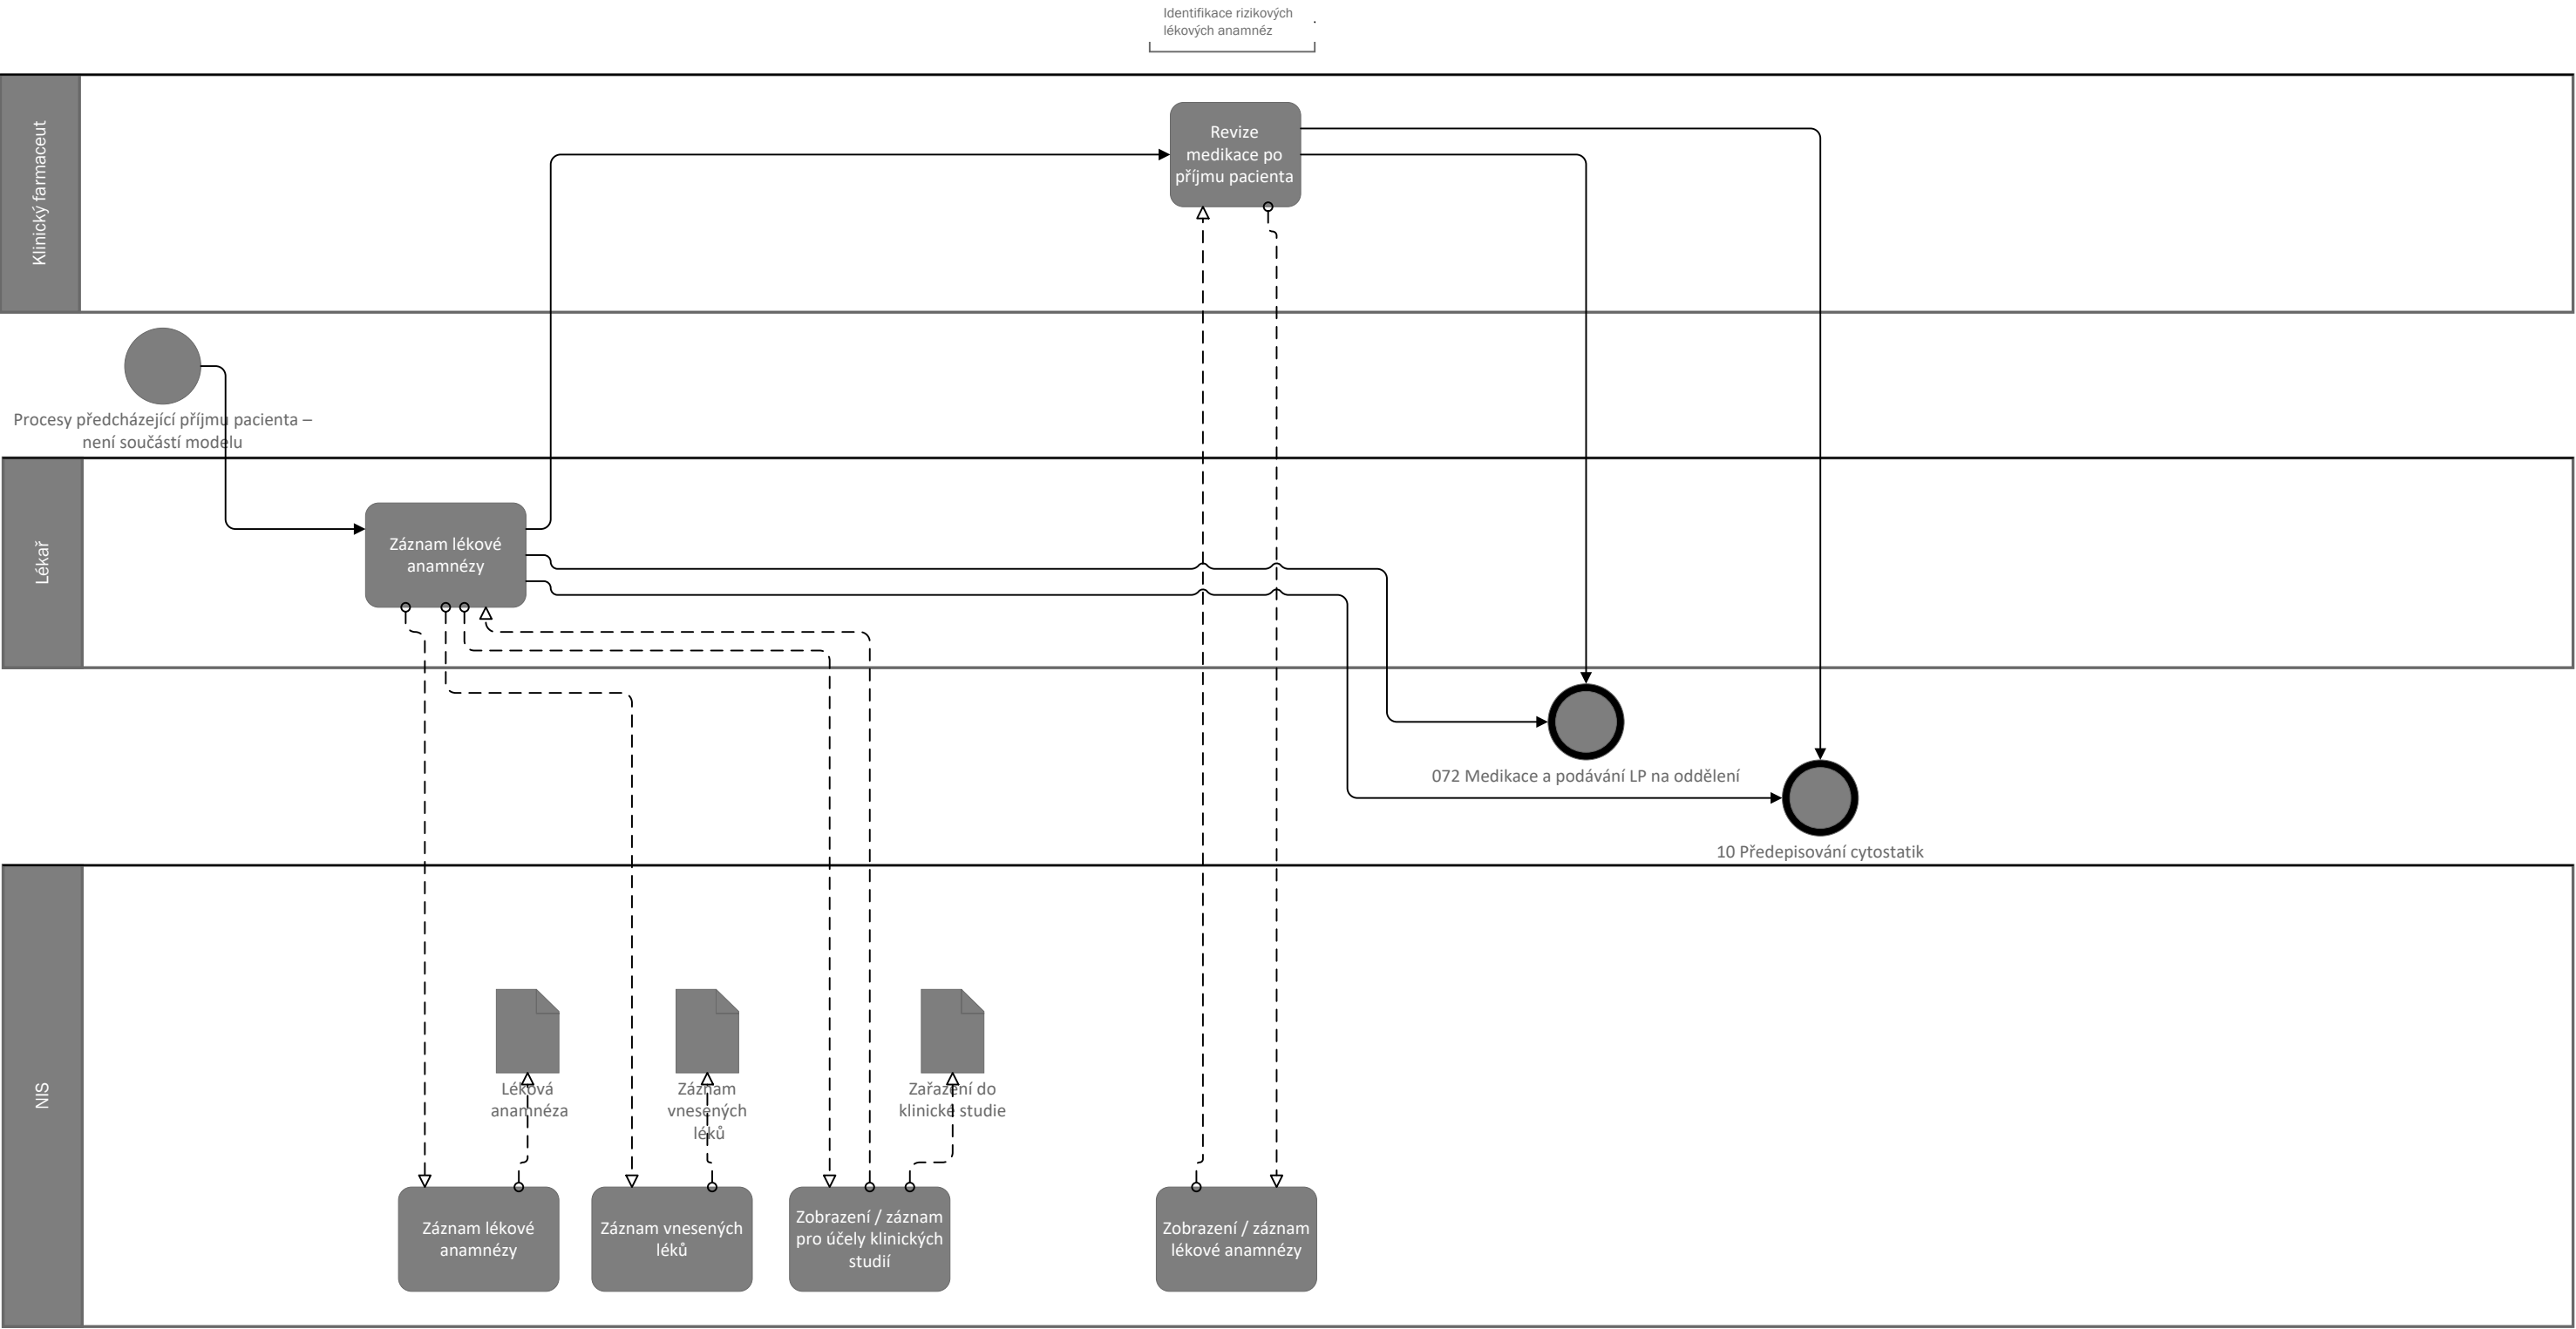 Identifikace rizikových
lékových anamnéz
Klinický farmaceut
Revize
medikace po
příjmu pacienta
Procesy předcházející příjmu pacienta –
není součástí modelu
Lékař
Záznam lékové
anamnézy
072 Medikace a podávání LP na oddělení
10 Předepisování cytostatik
NIS
Léková
anamnéza
Záznam
vnesených
léků
Zařazení do
klinické studie
Záznam lékové
anamnézy
Záznam vnesených
léků
Zobrazení / záznam
pro účely klinických
studií
Zobrazení / záznam
lékové anamnézy